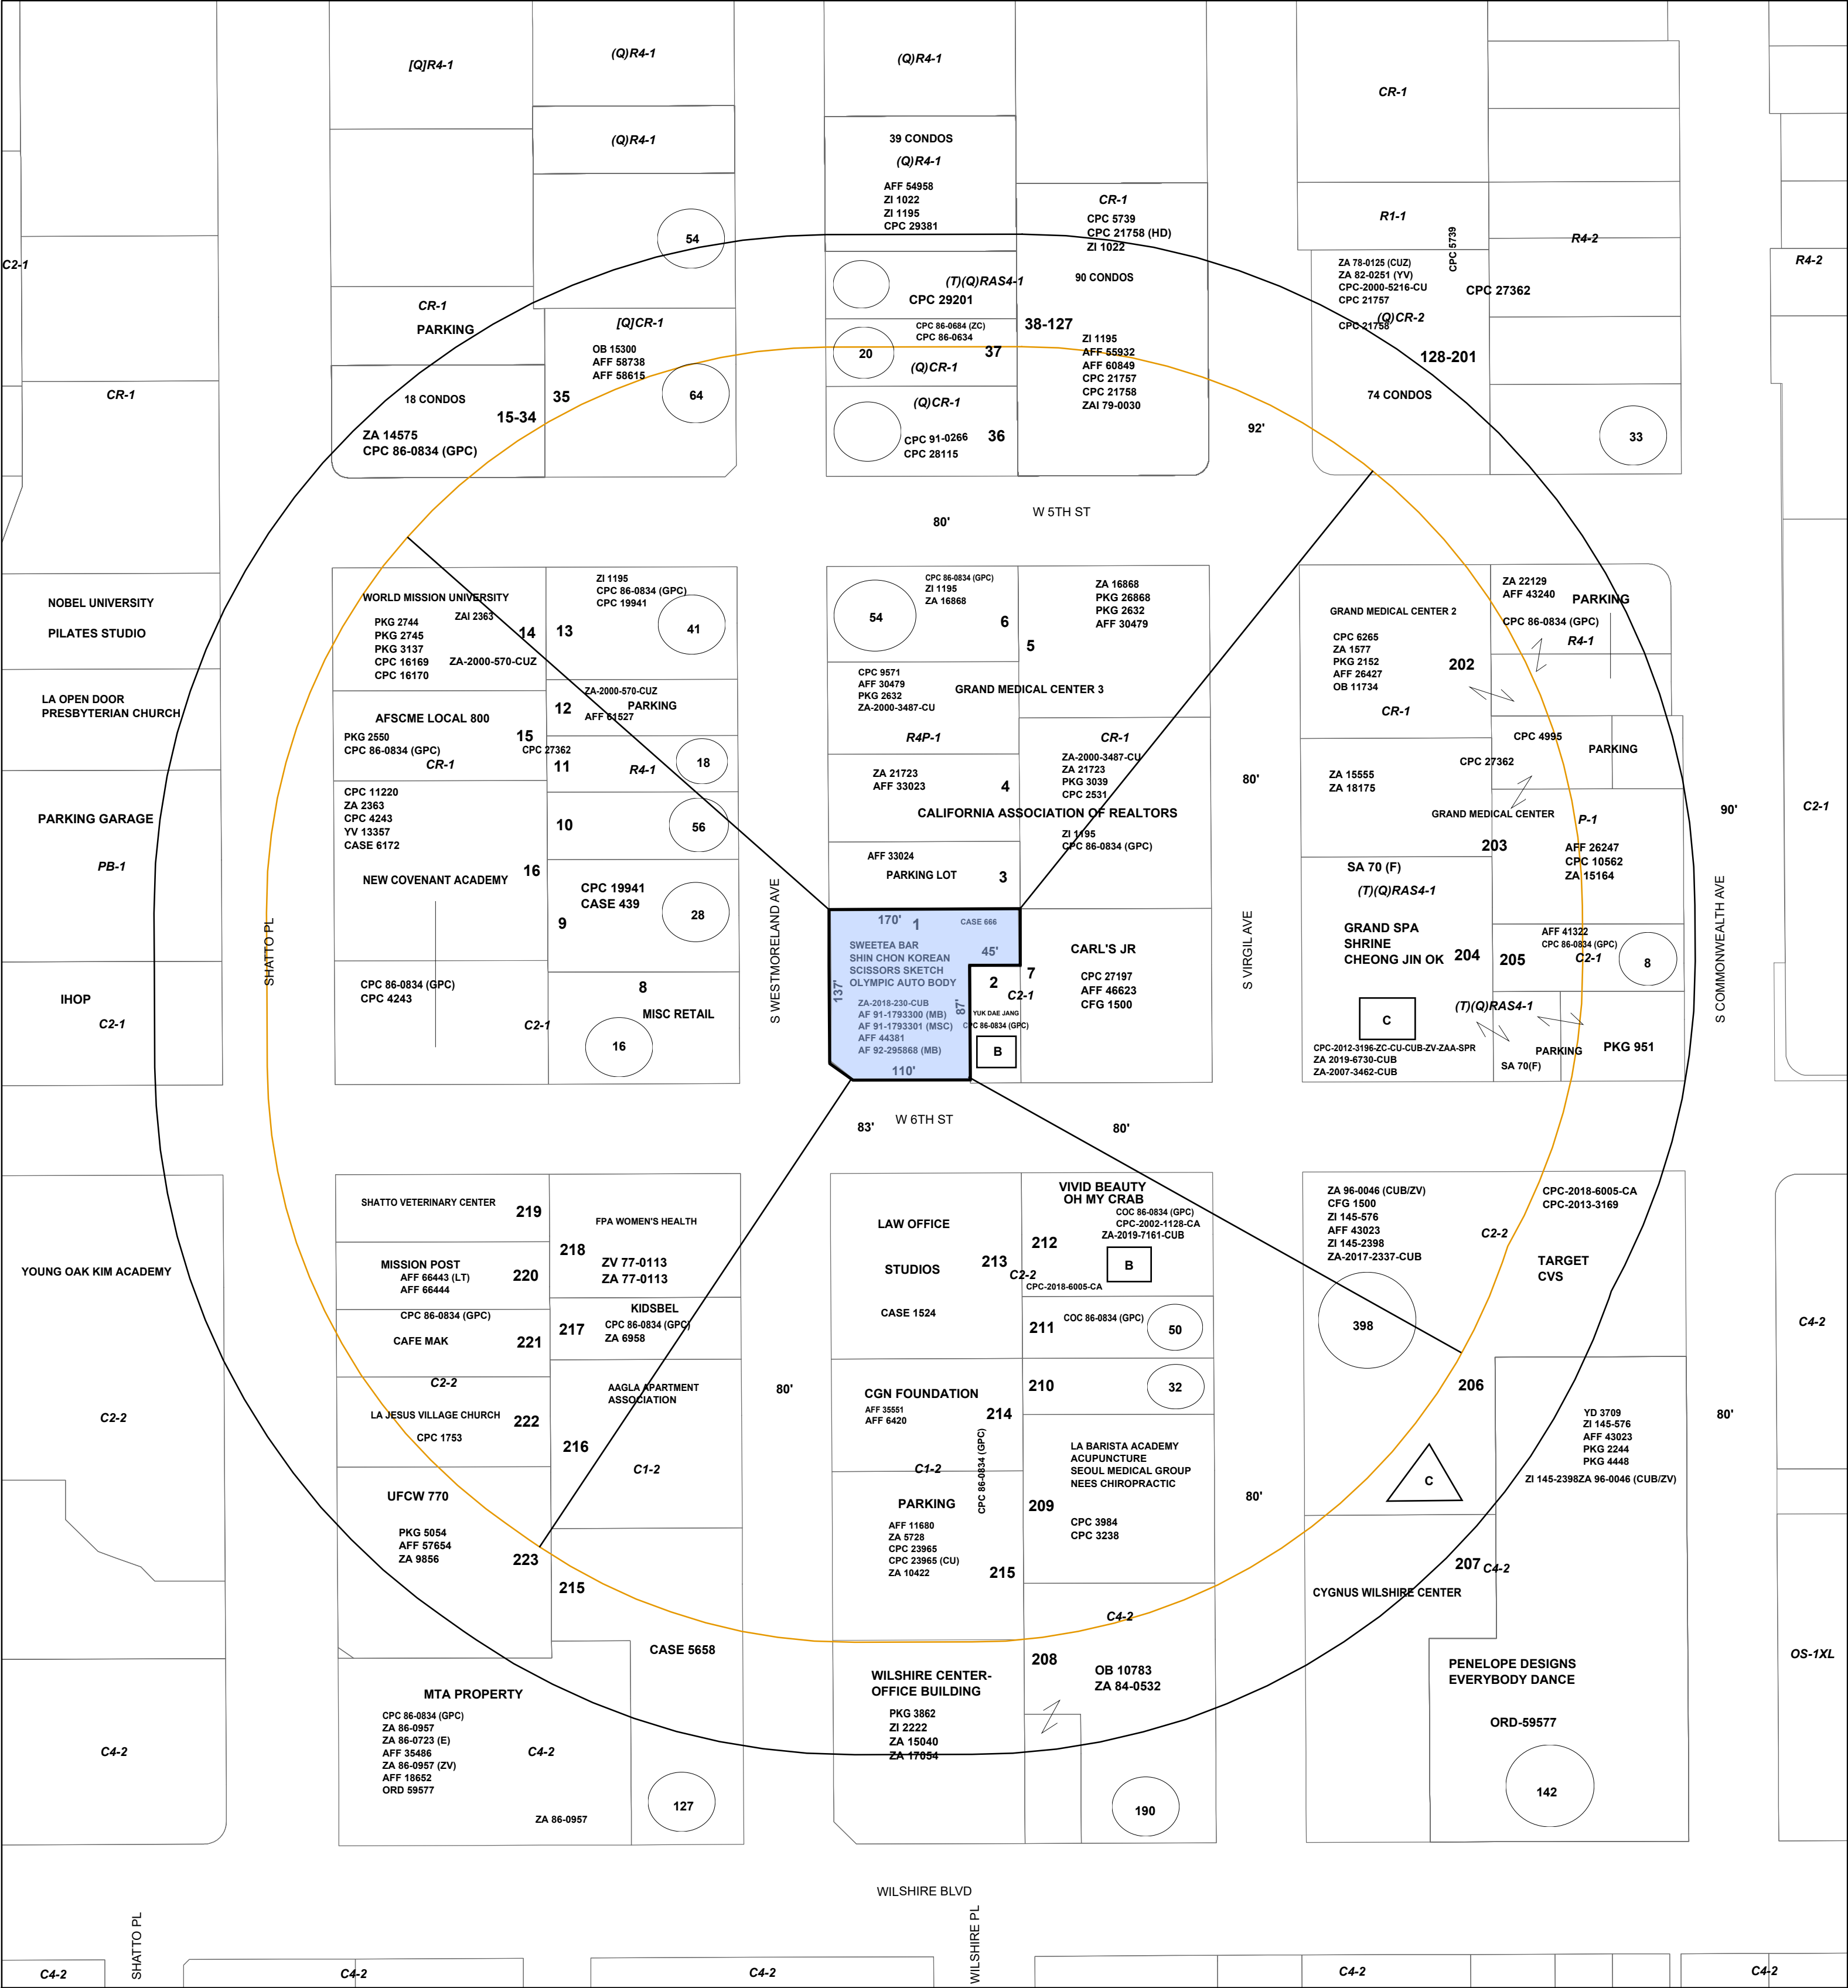 [Q]R4-1
(Q)R4-1
(Q)R4-1
CR-1
(Q)R4-1
39 CONDOS
(Q)R4-1
AFF 54958
ZI 1022
ZI 1195
CPC 29381
CR-1
CPC 5739
CPC 21758 (HD)
ZI 1022
90 CONDOS
38-127
ZI 1195
AFF 55932
AFF 60849
CPC 21757
CPC 21758
ZAI 79-0030
R1-1
CPC 5739
R4-2
R4-2
C2-1
54
ZA 78-0125 (CUZ)
ZA 82-0251 (YV)
CPC-2000-5216-CU
CPC 21757
(Q)CR-2
CPC 21758
CPC 27362
128-201
74 CONDOS
33
(T)(Q)RAS4-1
CPC 29201
CPC 86-0684 (ZC)
CPC 86-0634
20
37
(Q)CR-1
(Q)CR-1
CPC 91-0266
CPC 28115
36
CR-1
PARKING
[Q]CR-1
OB 15300
AFF 58738
AFF 58615
35
64
CR-1
18 CONDOS
15-34
ZA 14575
CPC 86-0834 (GPC)
92'
80'
W 5TH ST
NOBEL UNIVERSITY
PILATES STUDIO
LA OPEN DOOR
PRESBYTERIAN CHURCH
PARKING GARAGE
PB-1
IHOP
C2-1
SHATTO PL
WORLD MISSION UNIVERSITY
ZAI 2363
PKG 2744
PKG 2745
PKG 3137
CPC 16169
CPC 16170
14
ZA-2000-570-CUZ
ZI 1195
CPC 86-0834 (GPC)
CPC 19941
13
41
ZA-2000-570-CUZ
PARKING
12
AFF 61527
AFSCME LOCAL 800
PKG 2550
CPC 86-0834 (GPC)
CR-1
15
CPC 27362
11
R4-1
18
CPC 11220
ZA 2363
CPC 4243
YV 13357
CASE 6172
NEW COVENANT ACADEMY
16
10
56
CPC 19941
CASE 439
9
28
CPC 86-0834 (GPC)
CPC 4243
C2-1
8
MISC RETAIL
16
S WESTMORELAND AVE
54
CPC 86-0834 (GPC)
ZI 1195
ZA 16868
6
ZA 16868
PKG 26868
PKG 2632
AFF 30479
5
CPC 9571
AFF 30479
PKG 2632
ZA-2000-3487-CU
GRAND MEDICAL CENTER 3
R4P-1
CR-1
ZA-2000-3487-CU
ZA 21723
PKG 3039
CPC 2531
ZA 21723
AFF 33023
4
CALIFORNIA ASSOCIATION OF REALTORS
ZI 1195
CPC 86-0834 (GPC)
AFF 33024
PARKING LOT
3
170'
1
CASE 666
SWEETEA BAR
SHIN CHON KOREAN
SCISSORS SKETCH
OLYMPIC AUTO BODY
45'
137'
87'
ZA-2018-230-CUB
AF 91-1793300 (MB)
AF 91-1793301 (MSC)
AFF 44381
AF 92-295868 (MB)
110'
2
C2-1
YUK DAE JANG
CPC 86-0834 (GPC)
B
7
CARL'S JR
CPC 27197
AFF 46623
CFG 1500
80'
S VIRGIL AVE
GRAND MEDICAL CENTER 2
CPC 6265
ZA 1577
PKG 2152
AFF 26427
OB 11734
202
CR-1
ZA 22129
AFF 43240
PARKING
CPC 86-0834 (GPC)
R4-1
CPC 4995
PARKING
CPC 27362
ZA 15555
ZA 18175
GRAND MEDICAL CENTER
P-1
203
AFF 26247
CPC 10562
ZA 15164
SA 70 (F)
(T)(Q)RAS4-1
GRAND SPA
SHRINE
CHEONG JIN OK
204
205
AFF 41322
CPC 86-0834 (GPC)
C2-1
8
C
(T)(Q)RAS4-1
CPC-2012-3196-ZC-CU-CUB-ZV-ZAA-SPR
ZA 2019-6730-CUB
ZA-2007-3462-CUB
PARKING
SA 70(F)
PKG 951
90'
S COMMONWEALTH AVE
C2-1
83'
W 6TH ST
80'
YOUNG OAK KIM ACADEMY
C2-2
C4-2
SHATTO VETERINARY CENTER
219
MISSION POST
AFF 66443 (LT)
AFF 66444
220
CPC 86-0834 (GPC)
CAFE MAK
221
C2-2
LA JESUS VILLAGE CHURCH
222
CPC 1753
UFCW 770
PKG 5054
AFF 57654
ZA 9856
223
FPA WOMEN'S HEALTH
218
ZV 77-0113
ZA 77-0113
KIDSBEL
217
CPC 86-0834 (GPC)
ZA 6958
AAGLA APARTMENT
ASSOCIATION
216
C1-2
215
CASE 5658
MTA PROPERTY
CPC 86-0834 (GPC)
ZA 86-0957
ZA 86-0723 (E)
AFF 35486
ZA 86-0957 (ZV)
AFF 18652
ORD 59577
C4-2
ZA 86-0957
127
80'
LAW OFFICE
STUDIOS
213
CASE 1524
VIVID BEAUTY
OH MY CRAB
COC 86-0834 (GPC)
CPC-2002-1128-CA
ZA-2019-7161-CUB
212
B
C2-2
CPC-2018-6005-CA
211
COC 86-0834 (GPC)
50
210
32
CGN FOUNDATION
AFF 35551
AFF 6420
214
CPC 86-0834 (GPC)
C1-2
PARKING
AFF 11680
ZA 5728
CPC 23965
CPC 23965 (CU)
ZA 10422
215
LA BARISTA ACADEMY
ACUPUNCTURE
SEOUL MEDICAL GROUP
NEES CHIROPRACTIC
209
CPC 3984
CPC 3238
C4-2
WILSHIRE CENTER-
OFFICE BUILDING
PKG 3862
ZI 2222
ZA 15040
ZA 17054
208
OB 10783
ZA 84-0532
190
80'
ZA 96-0046 (CUB/ZV)
CFG 1500
ZI 145-576
AFF 43023
ZI 145-2398
ZA-2017-2337-CUB
CPC-2018-6005-CA
CPC-2013-3169
C2-2
TARGET
CVS
398
206
YD 3709
ZI 145-576
AFF 43023
PKG 2244
PKG 4448
ZI 145-2398ZA 96-0046 (CUB/ZV)
C
207
C4-2
CYGNUS WILSHIRE CENTER
PENELOPE DESIGNS
EVERYBODY DANCE
ORD-59577
142
80'
C4-2
OS-1XL
WILSHIRE BLVD
SHATTO PL
WILSHIRE PL
C4-2
C4-2
C4-2
C4-2
C4-2